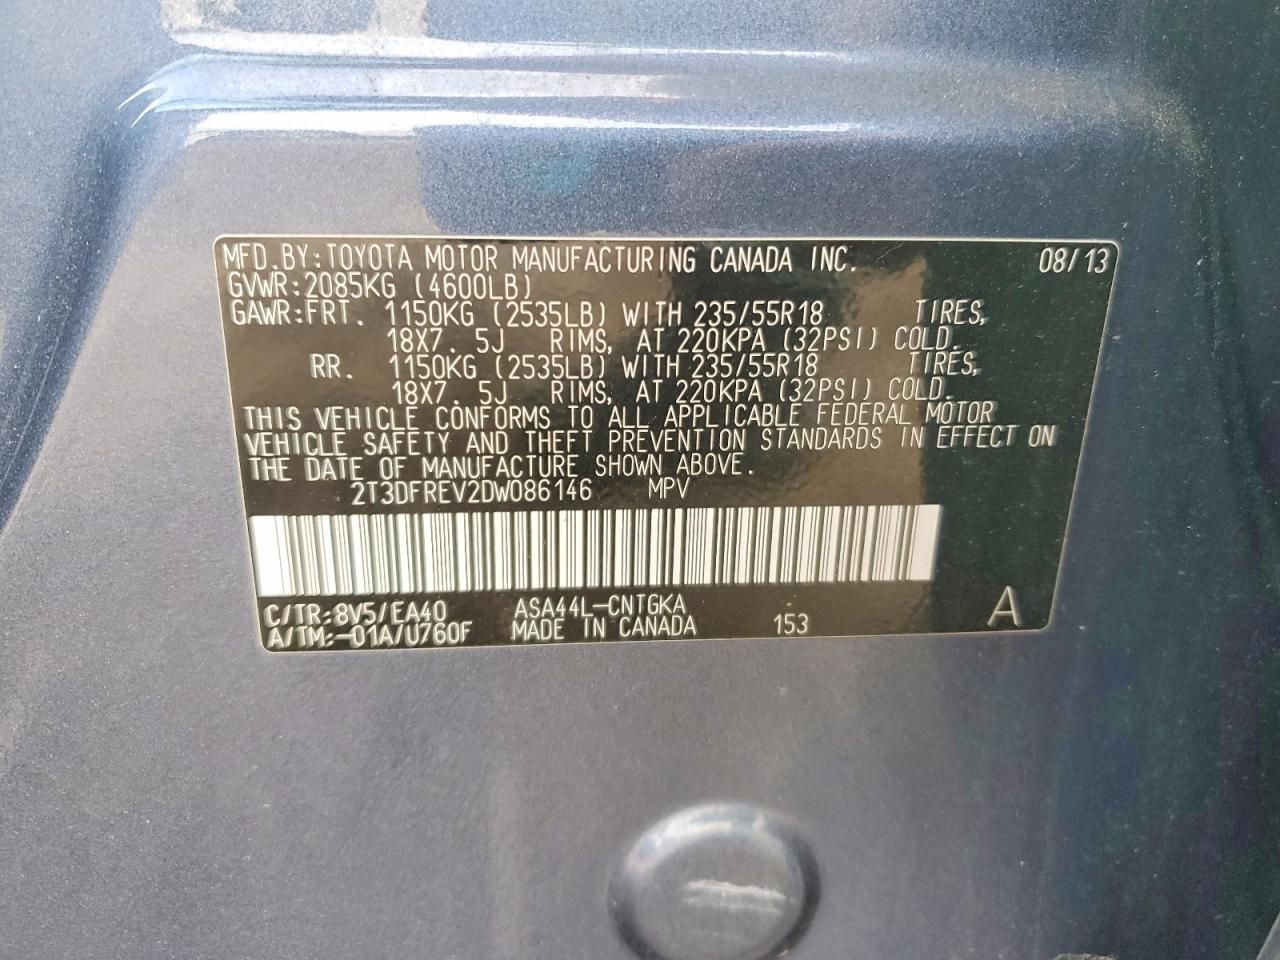 MFD.BY:TOYOTA MOTOR MANUFACTURING CANADA INC. 08/13
GVWR:2085KG (4600LB)
GAWR:FRT. 1150KG (2535LB) WITH 235/55R18 TIRES,
18X7.5J RIMS, AT 220KPA (32PSI) COLD.
RR. 1150KG (2535LB) WITH 235/55R18 TIRES,
18X7.5J RIMS, AT 220KPA (32PSI) COLD.
THIS VEHICLE CONFORMS TO ALL APPLICABLE FEDERAL MOTOR
VEHICLE SAFETY AND THEFT PREVENTION STANDARDS IN EFFECT ON
THE DATE OF MANUFACTURE SHOWN ABOVE.
2T3DFREV2DW086146 MPV
C/TR:8V5/EA40 ASA44L-CNTGKA
A/TM:-01A/U760F MADE IN CANADA 153 A